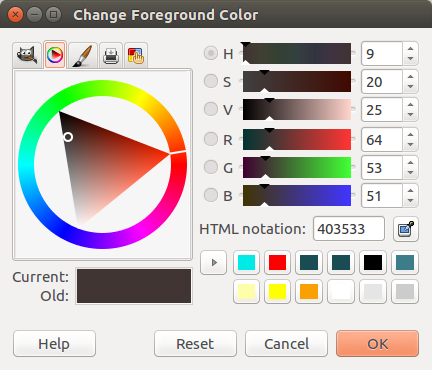 Change Foreground Color
H 9
S 20
V 25
R 64
G 53
B 51
HTML notation: 403533
Current:
Old:
Help Reset Cancel OK